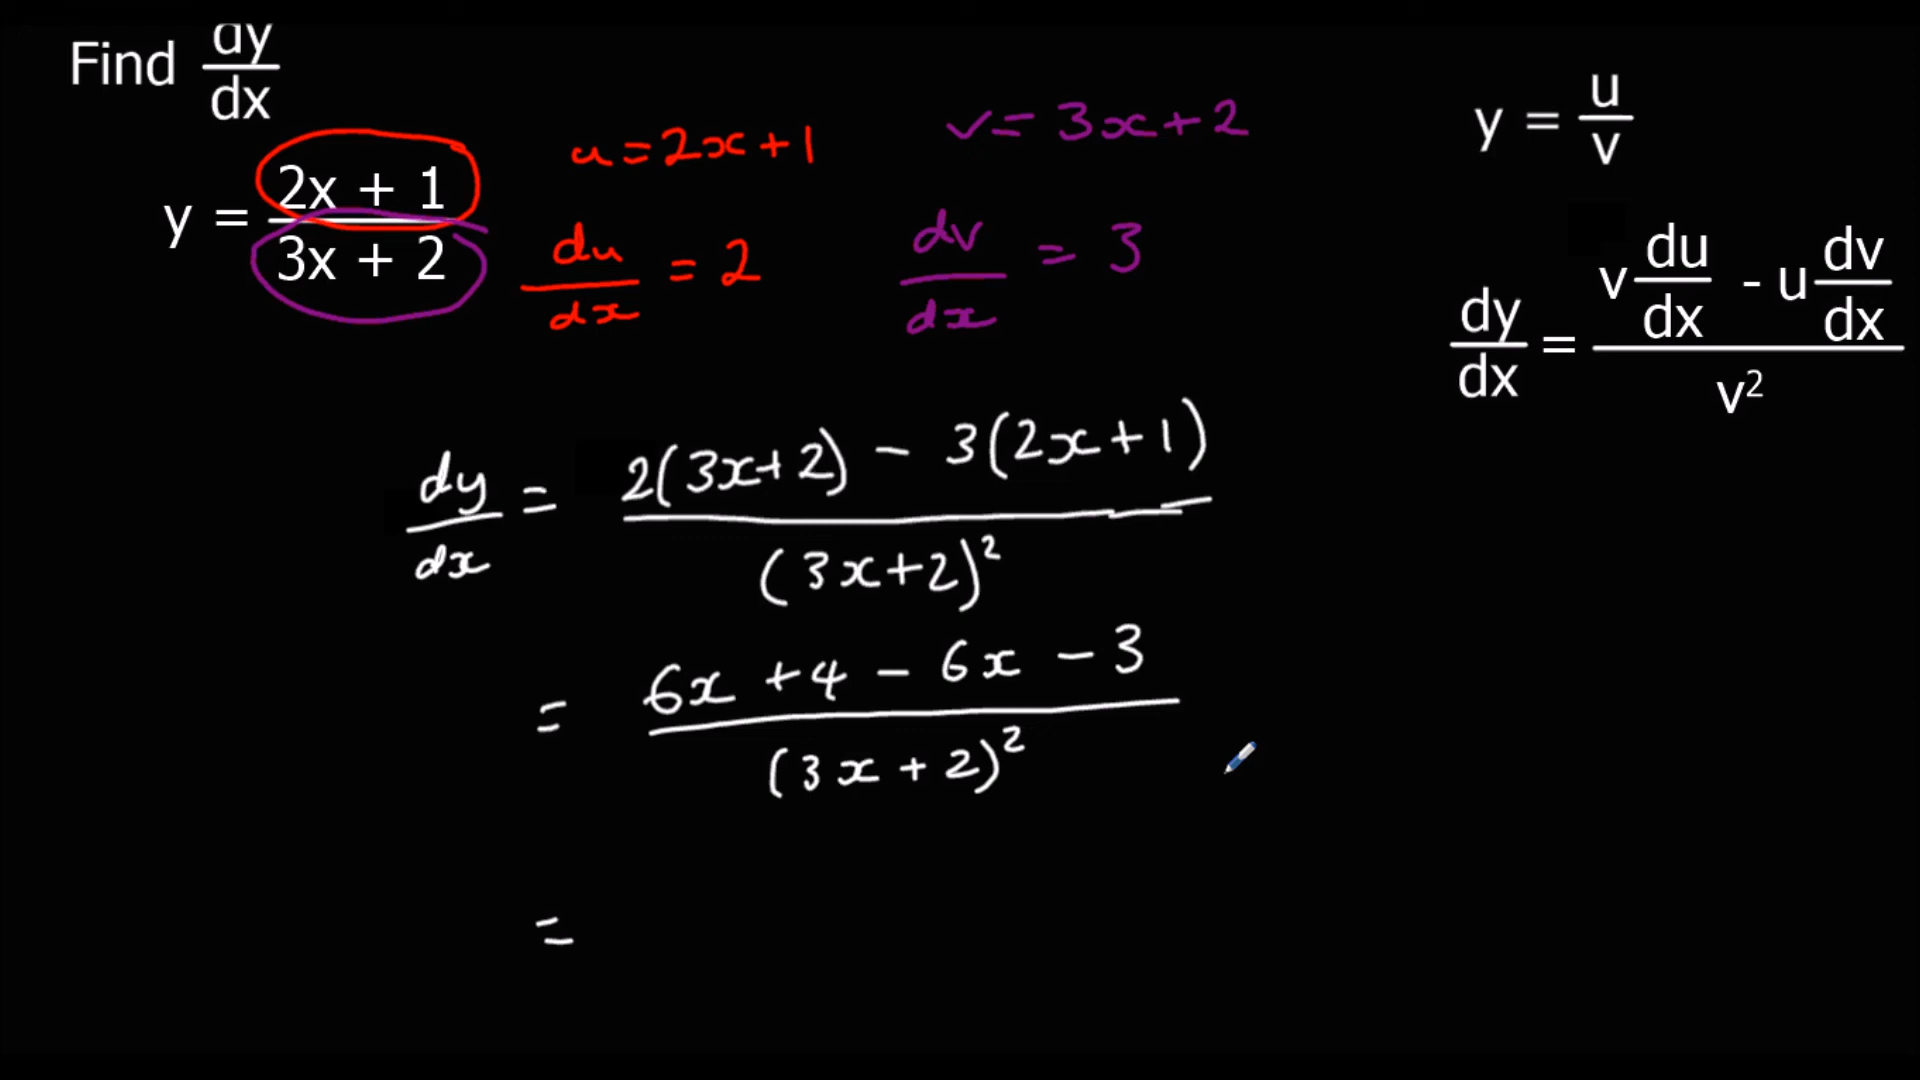 Find dy/dx
y = (2x + 1)/(3x + 2)
u = 2x + 1
du/dx = 2
v = 3x + 2
dv/dx = 3
y = u/v
dy/dx = (v du/dx - u dv/dx)/v²
dy/dx = (2(3x+2) - 3(2x+1))/(3x+2)²
= (6x + 4 - 6x - 3)/(3x + 2)²
=